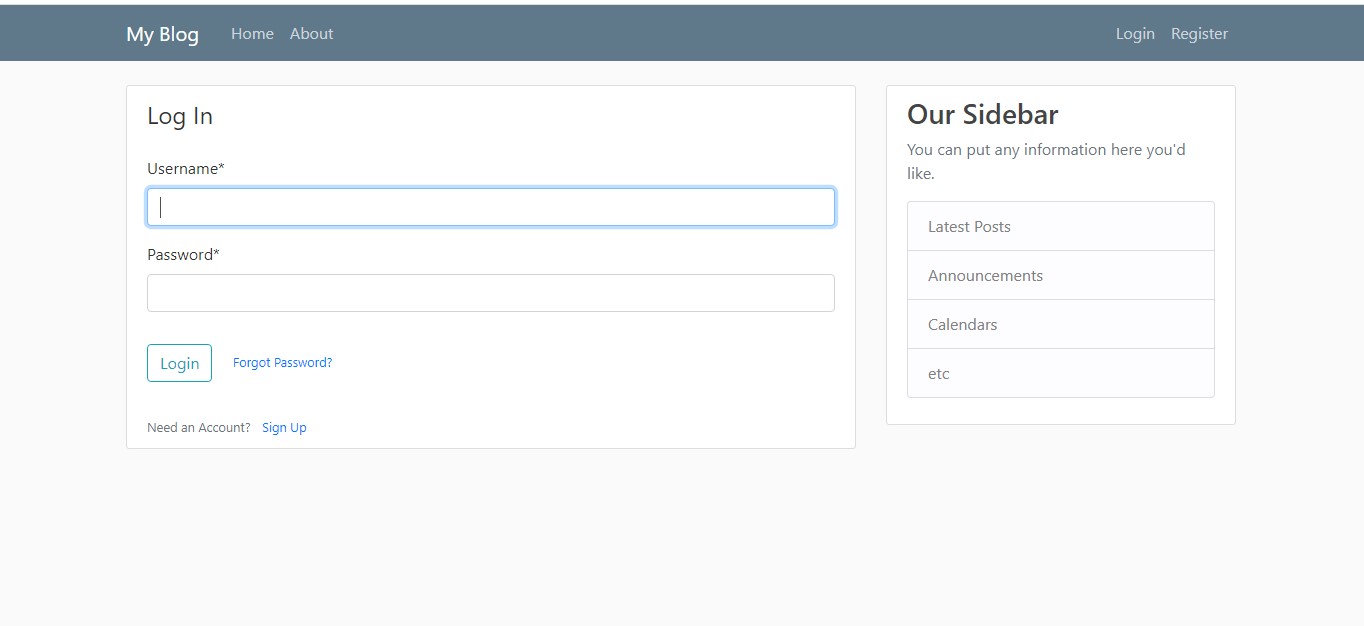 My Blog Home About Login Register
Log In
Username*
Password*
Login Forgot Password?
Need an Account? Sign Up
Our Sidebar
You can put any information here you'd
like.
Latest Posts
Announcements
Calendars
etc